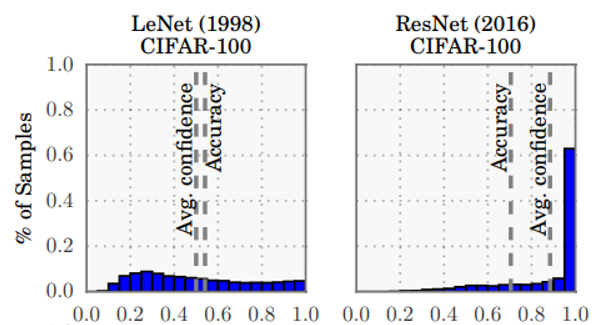 LeNet (1998)
CIFAR-100
ResNet (2016)
CIFAR-100
% of Samples
1.0
0.8
0.6
0.4
0.2
0.0
Avg. confidence
Accuracy
Accuracy
Avg. confidence
0.0 0.2 0.4 0.6 0.8 1.0
0.0 0.2 0.4 0.6 0.8 1.0